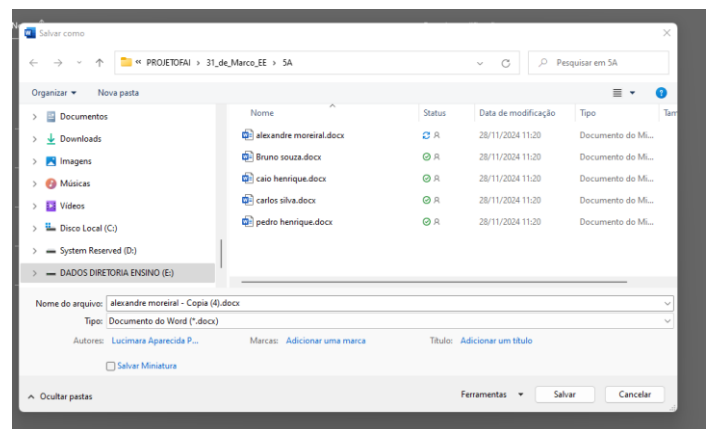 Salvar como
« PROJETOFAI › 31_de_Marco_EE › 5A
Pesquisar em 5A
Organizar
Nova pasta
Documentos
Downloads
Imagens
Músicas
Vídeos
Disco Local (C:)
System Reserved (D:)
DADOS DIRETORIA ENSINO (E:)
Nome Status Data de modificação Tipo Tam
alexandre moreiral.docx 28/11/2024 11:20 Documento do Mi...
Bruno souza.docx 28/11/2024 11:20 Documento do Mi...
caio henrique.docx 28/11/2024 11:20 Documento do Mi...
carlos silva.docx 28/11/2024 11:20 Documento do Mi...
pedro henrique.docx 28/11/2024 11:20 Documento do Mi...
Nome do arquivo: alexandre moreiral - Copia (4).docx
Tipo: Documento do Word (*.docx)
Autores: Lucimara Aparecida P... Marcas: Adicionar uma marca Título: Adicionar um título
Salvar Miniatura
Ocultar pastas
Ferramentas Salvar Cancelar